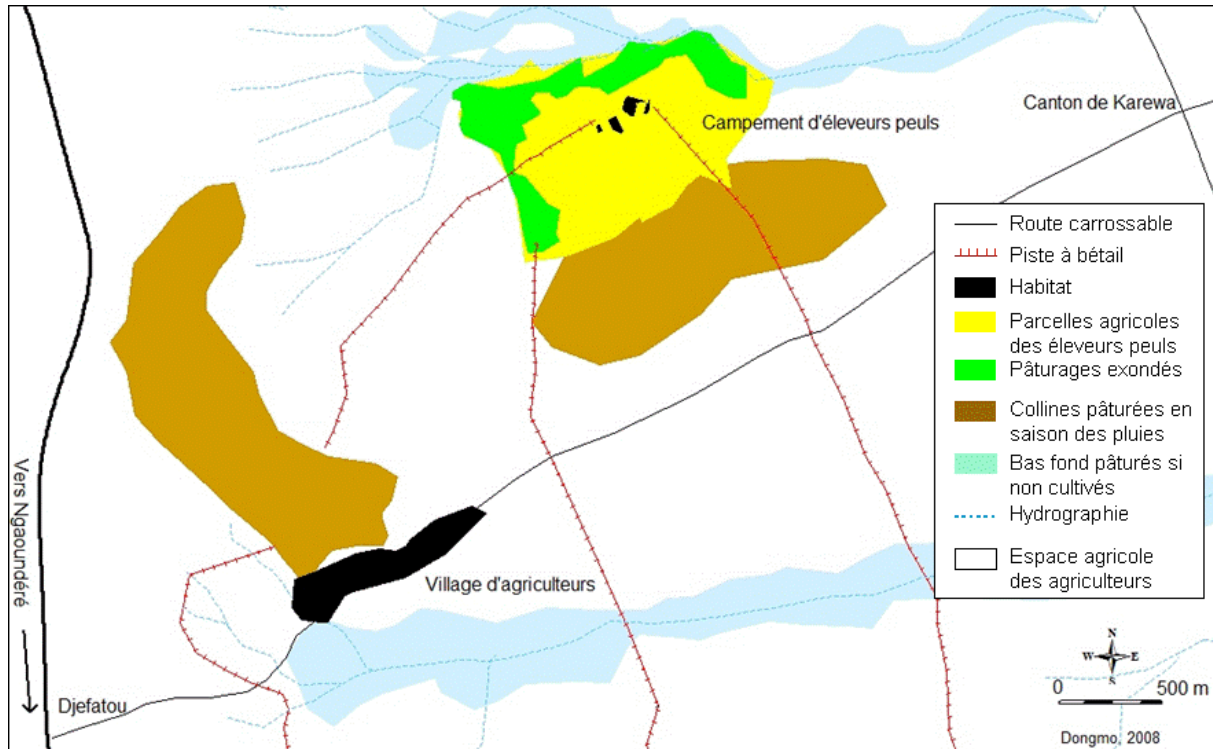 Canton de Karewa
Campement d'éleveurs peuls
Route carrossable
Piste à bétail
Habitat
Parcelles agricoles
des éleveurs peuls
Pâturages exondés
Collines pâturées en
saison des pluies
Bas fond pâturés si
non cultivés
Hydrographie
Espace agricole
des agriculteurs
Vers Ngaoundéré
Village d'agriculteurs
Djefatou
N
W E
S
0 500 m
Dongmo, 2008